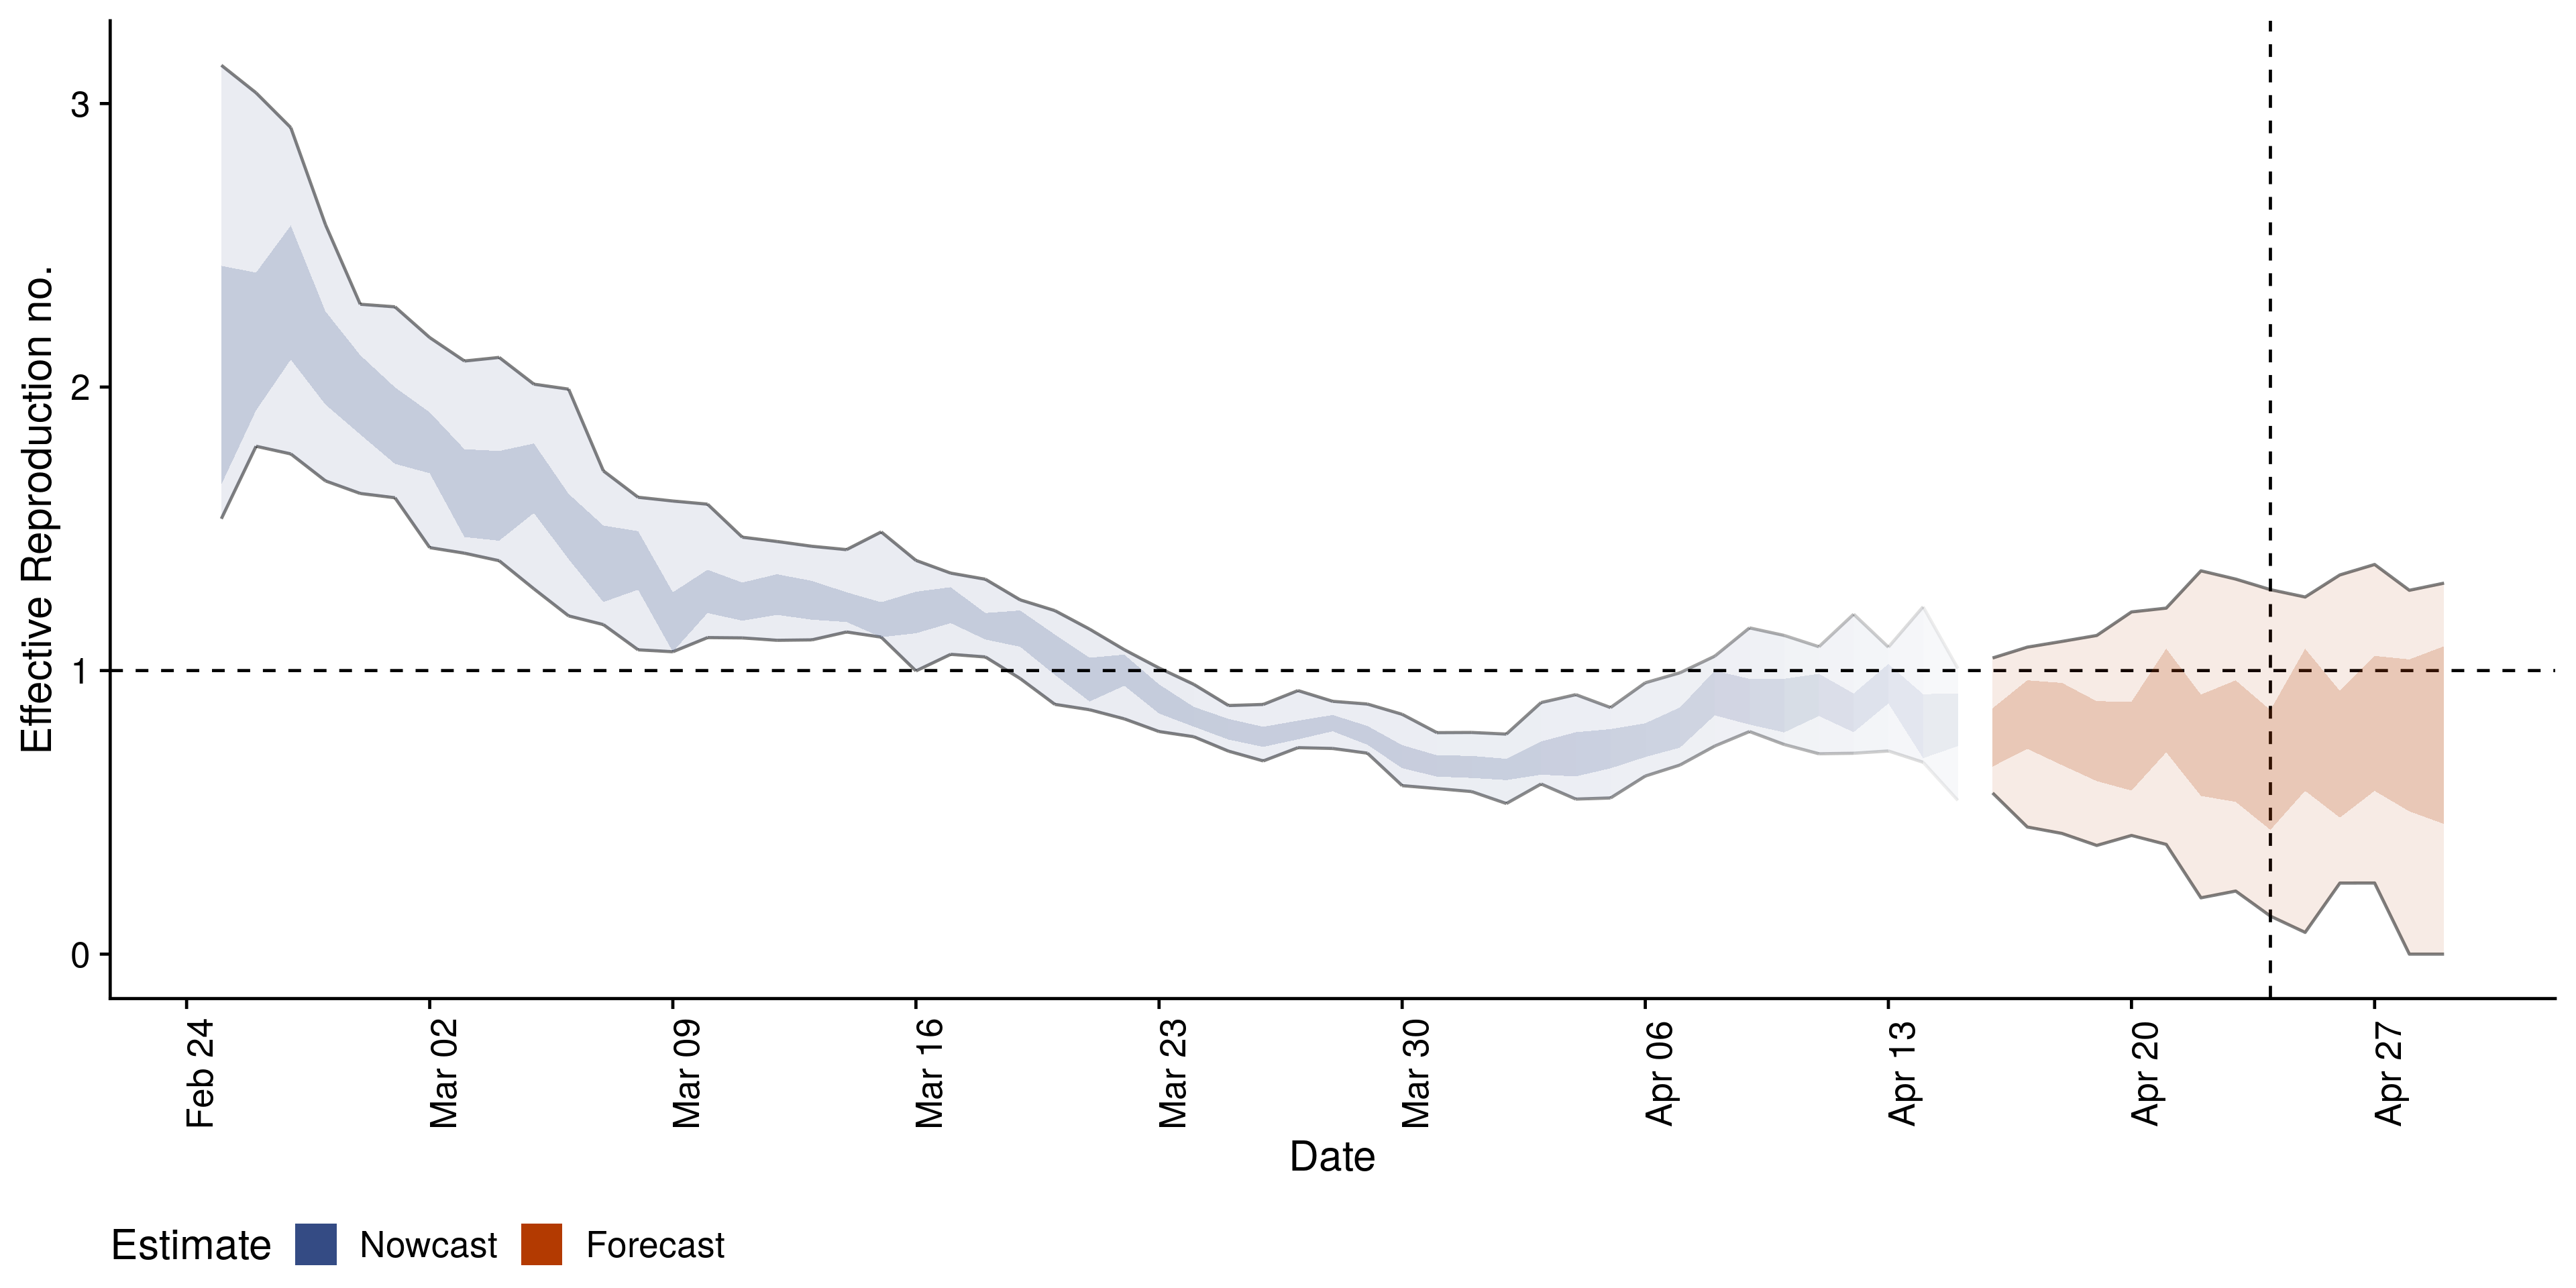 Effective Reproduction no.
3
2
1
0
Feb 24
Mar 02
Mar 09
Mar 16
Mar 23
Mar 30
Apr 06
Apr 13
Apr 20
Apr 27
Date
Estimate Nowcast Forecast